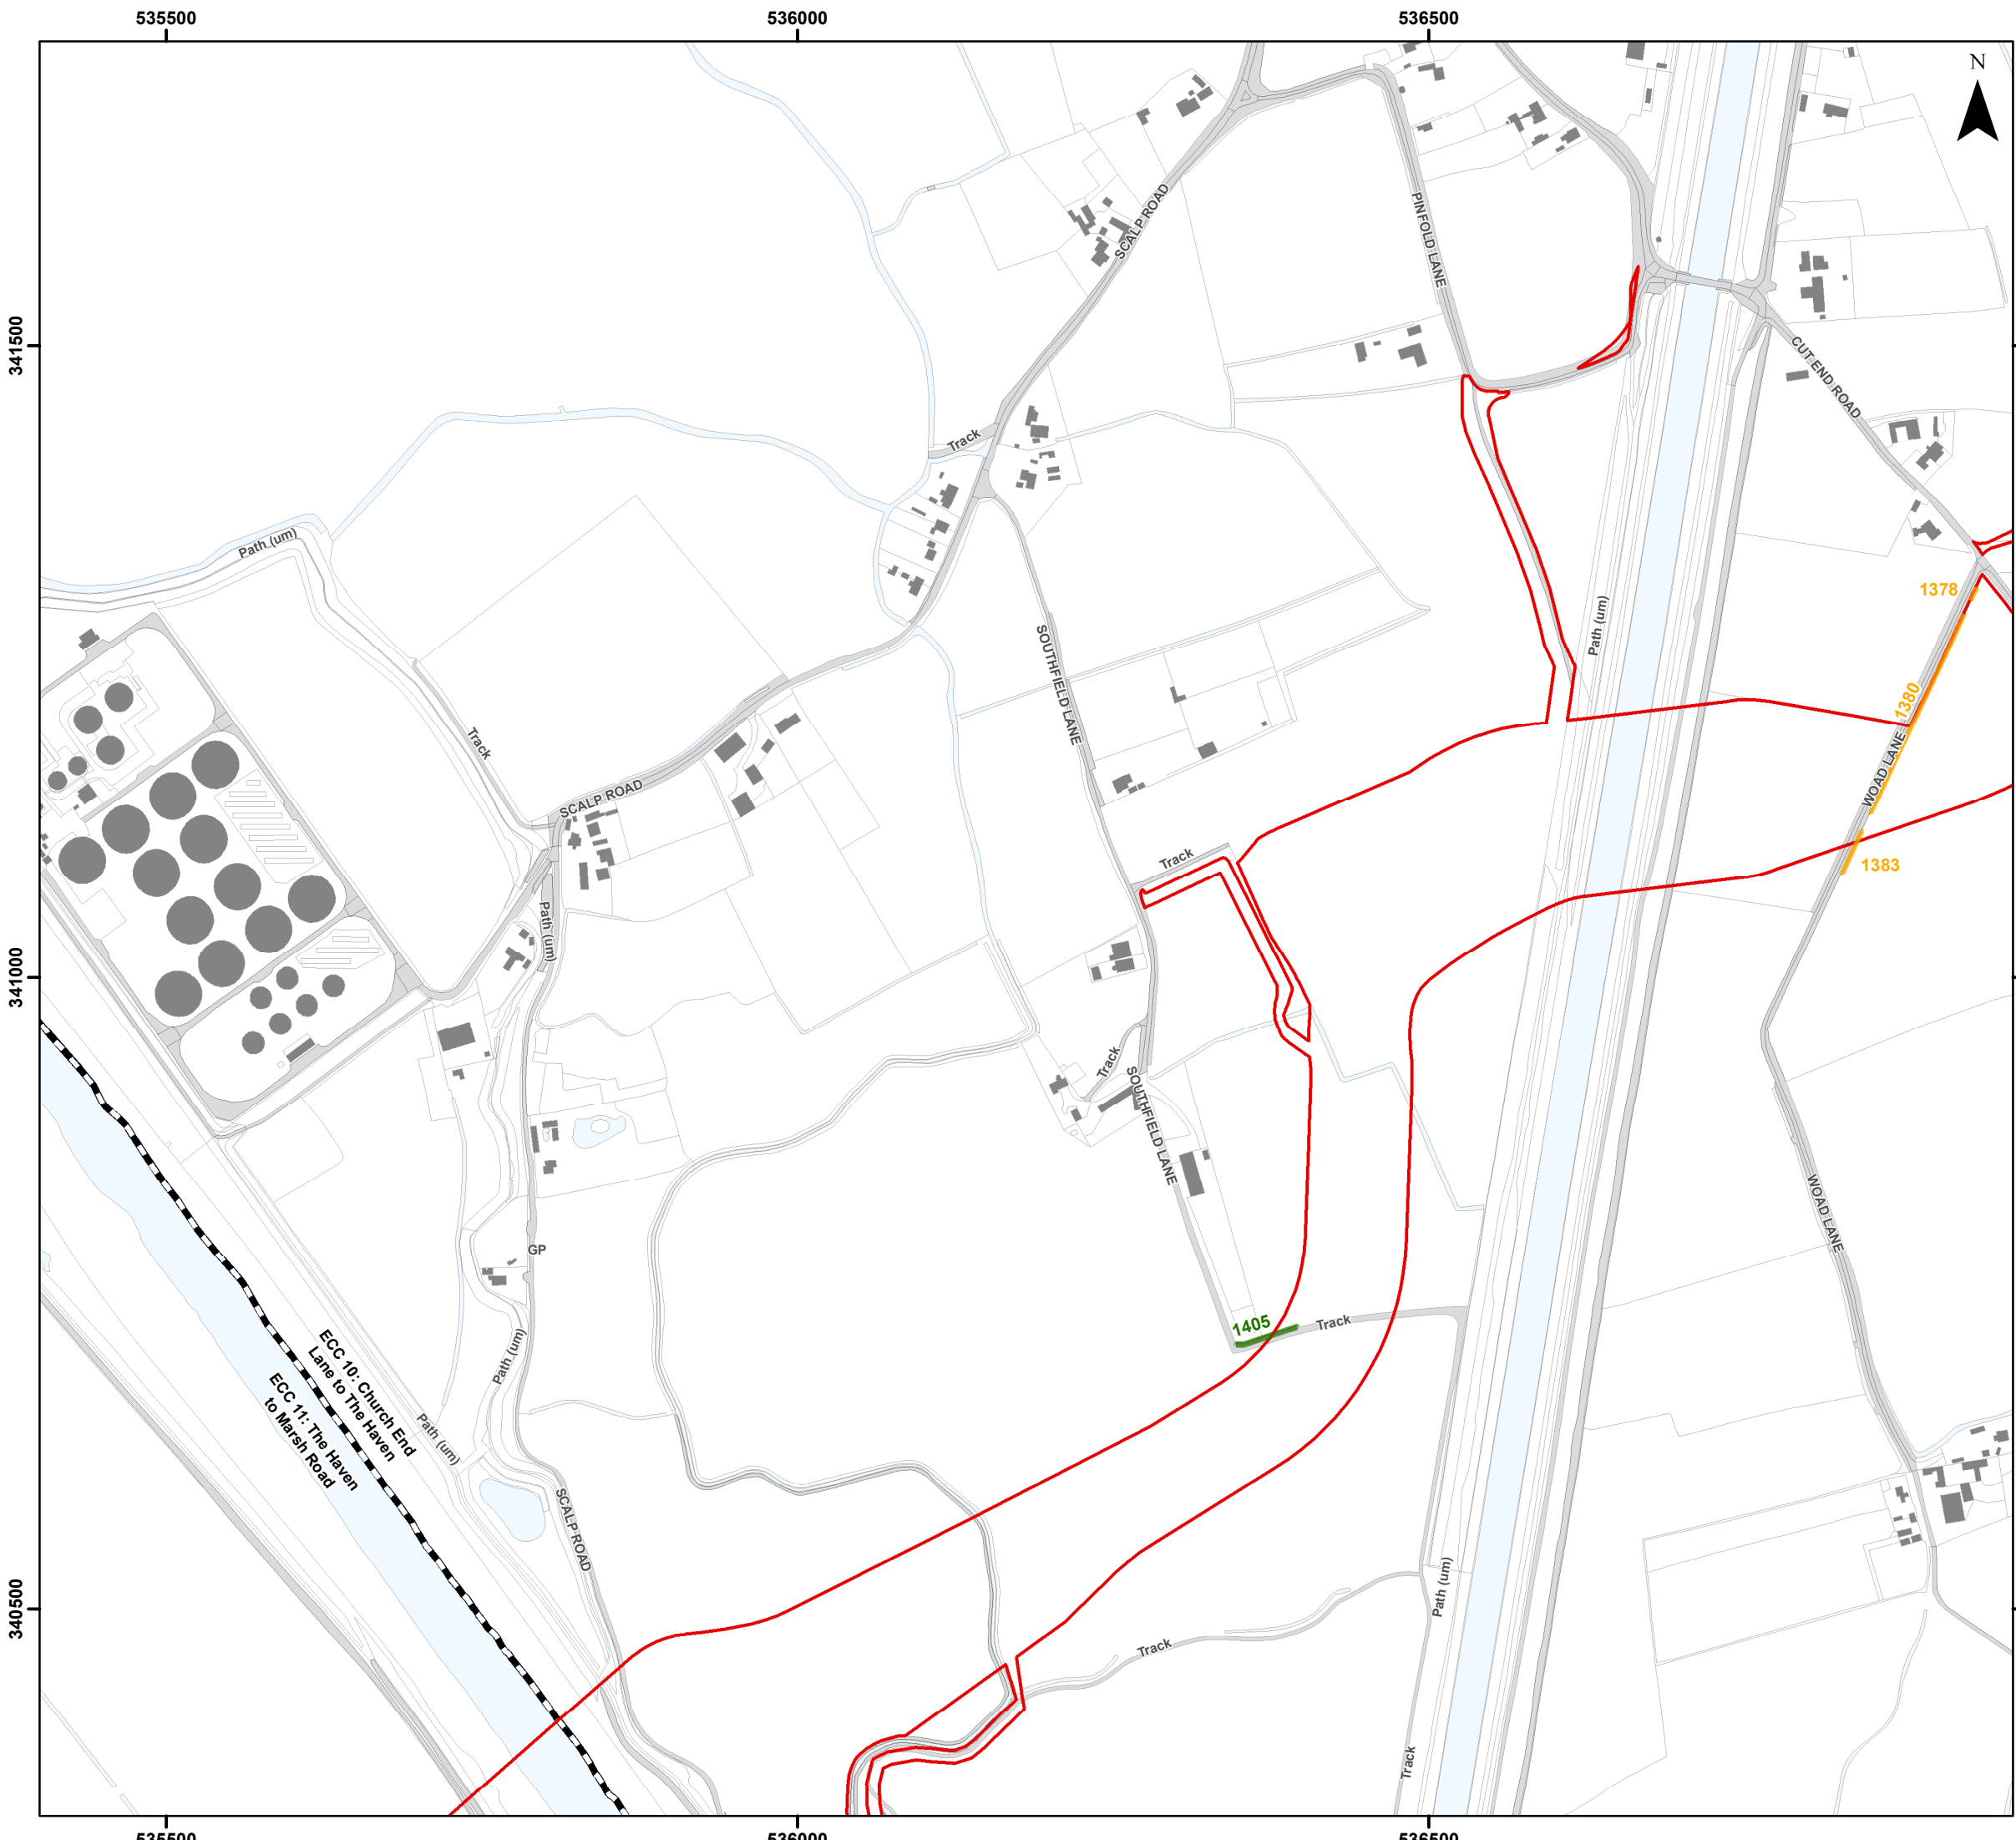 535500
536000
536500
N
SCALP ROAD
PINFOLD LANE
341500
341500
CUT END ROAD
Track
Path (um)
1378
Path (um)
SOUTHFIELD LANE
1380
Track
WOAD LANE
SCALP ROAD
Track
1383
Path (um)
341000
Track
SOUTHFIELD LANE
WOAD LANE
GP
1405
Track
Path (um)
ECC 10: Church End
Lane to The Haven
ECC 11: The Haven
to Marsh Road
Path (um)
SCALP ROAD
340500
Path (um)
Track
Track
535500
536000
536500